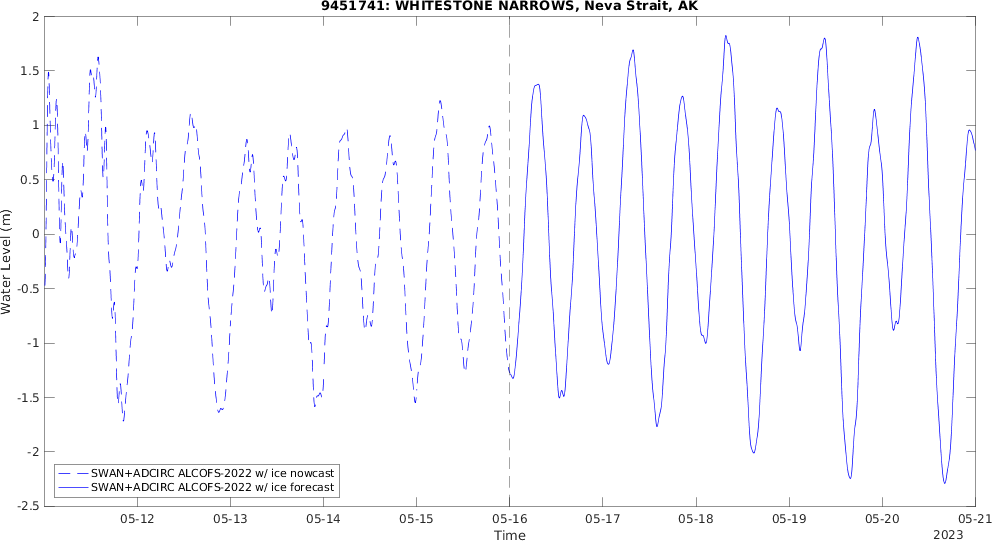 9451741: WHITESTONE NARROWS, Neva Strait, AK
Water Level (m)
2
1.5
1
0.5
0
-0.5
-1
-1.5
-2
-2.5
SWAN+ADCIRC ALCOFS-2022 w/ ice nowcast
SWAN+ADCIRC ALCOFS-2022 w/ ice forecast
05-12 05-13 05-14 05-15 05-16 05-17 05-18 05-19 05-20 05-21
Time
2023